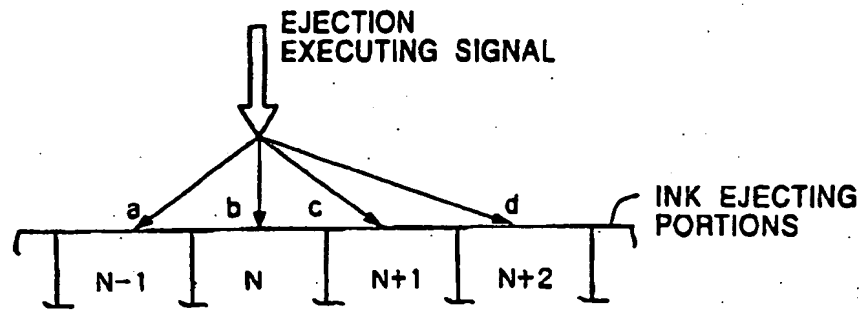 EJECTION
EXECUTING SIGNAL
a b c d
INK EJECTING
PORTIONS
N-1 N N+1 N+2